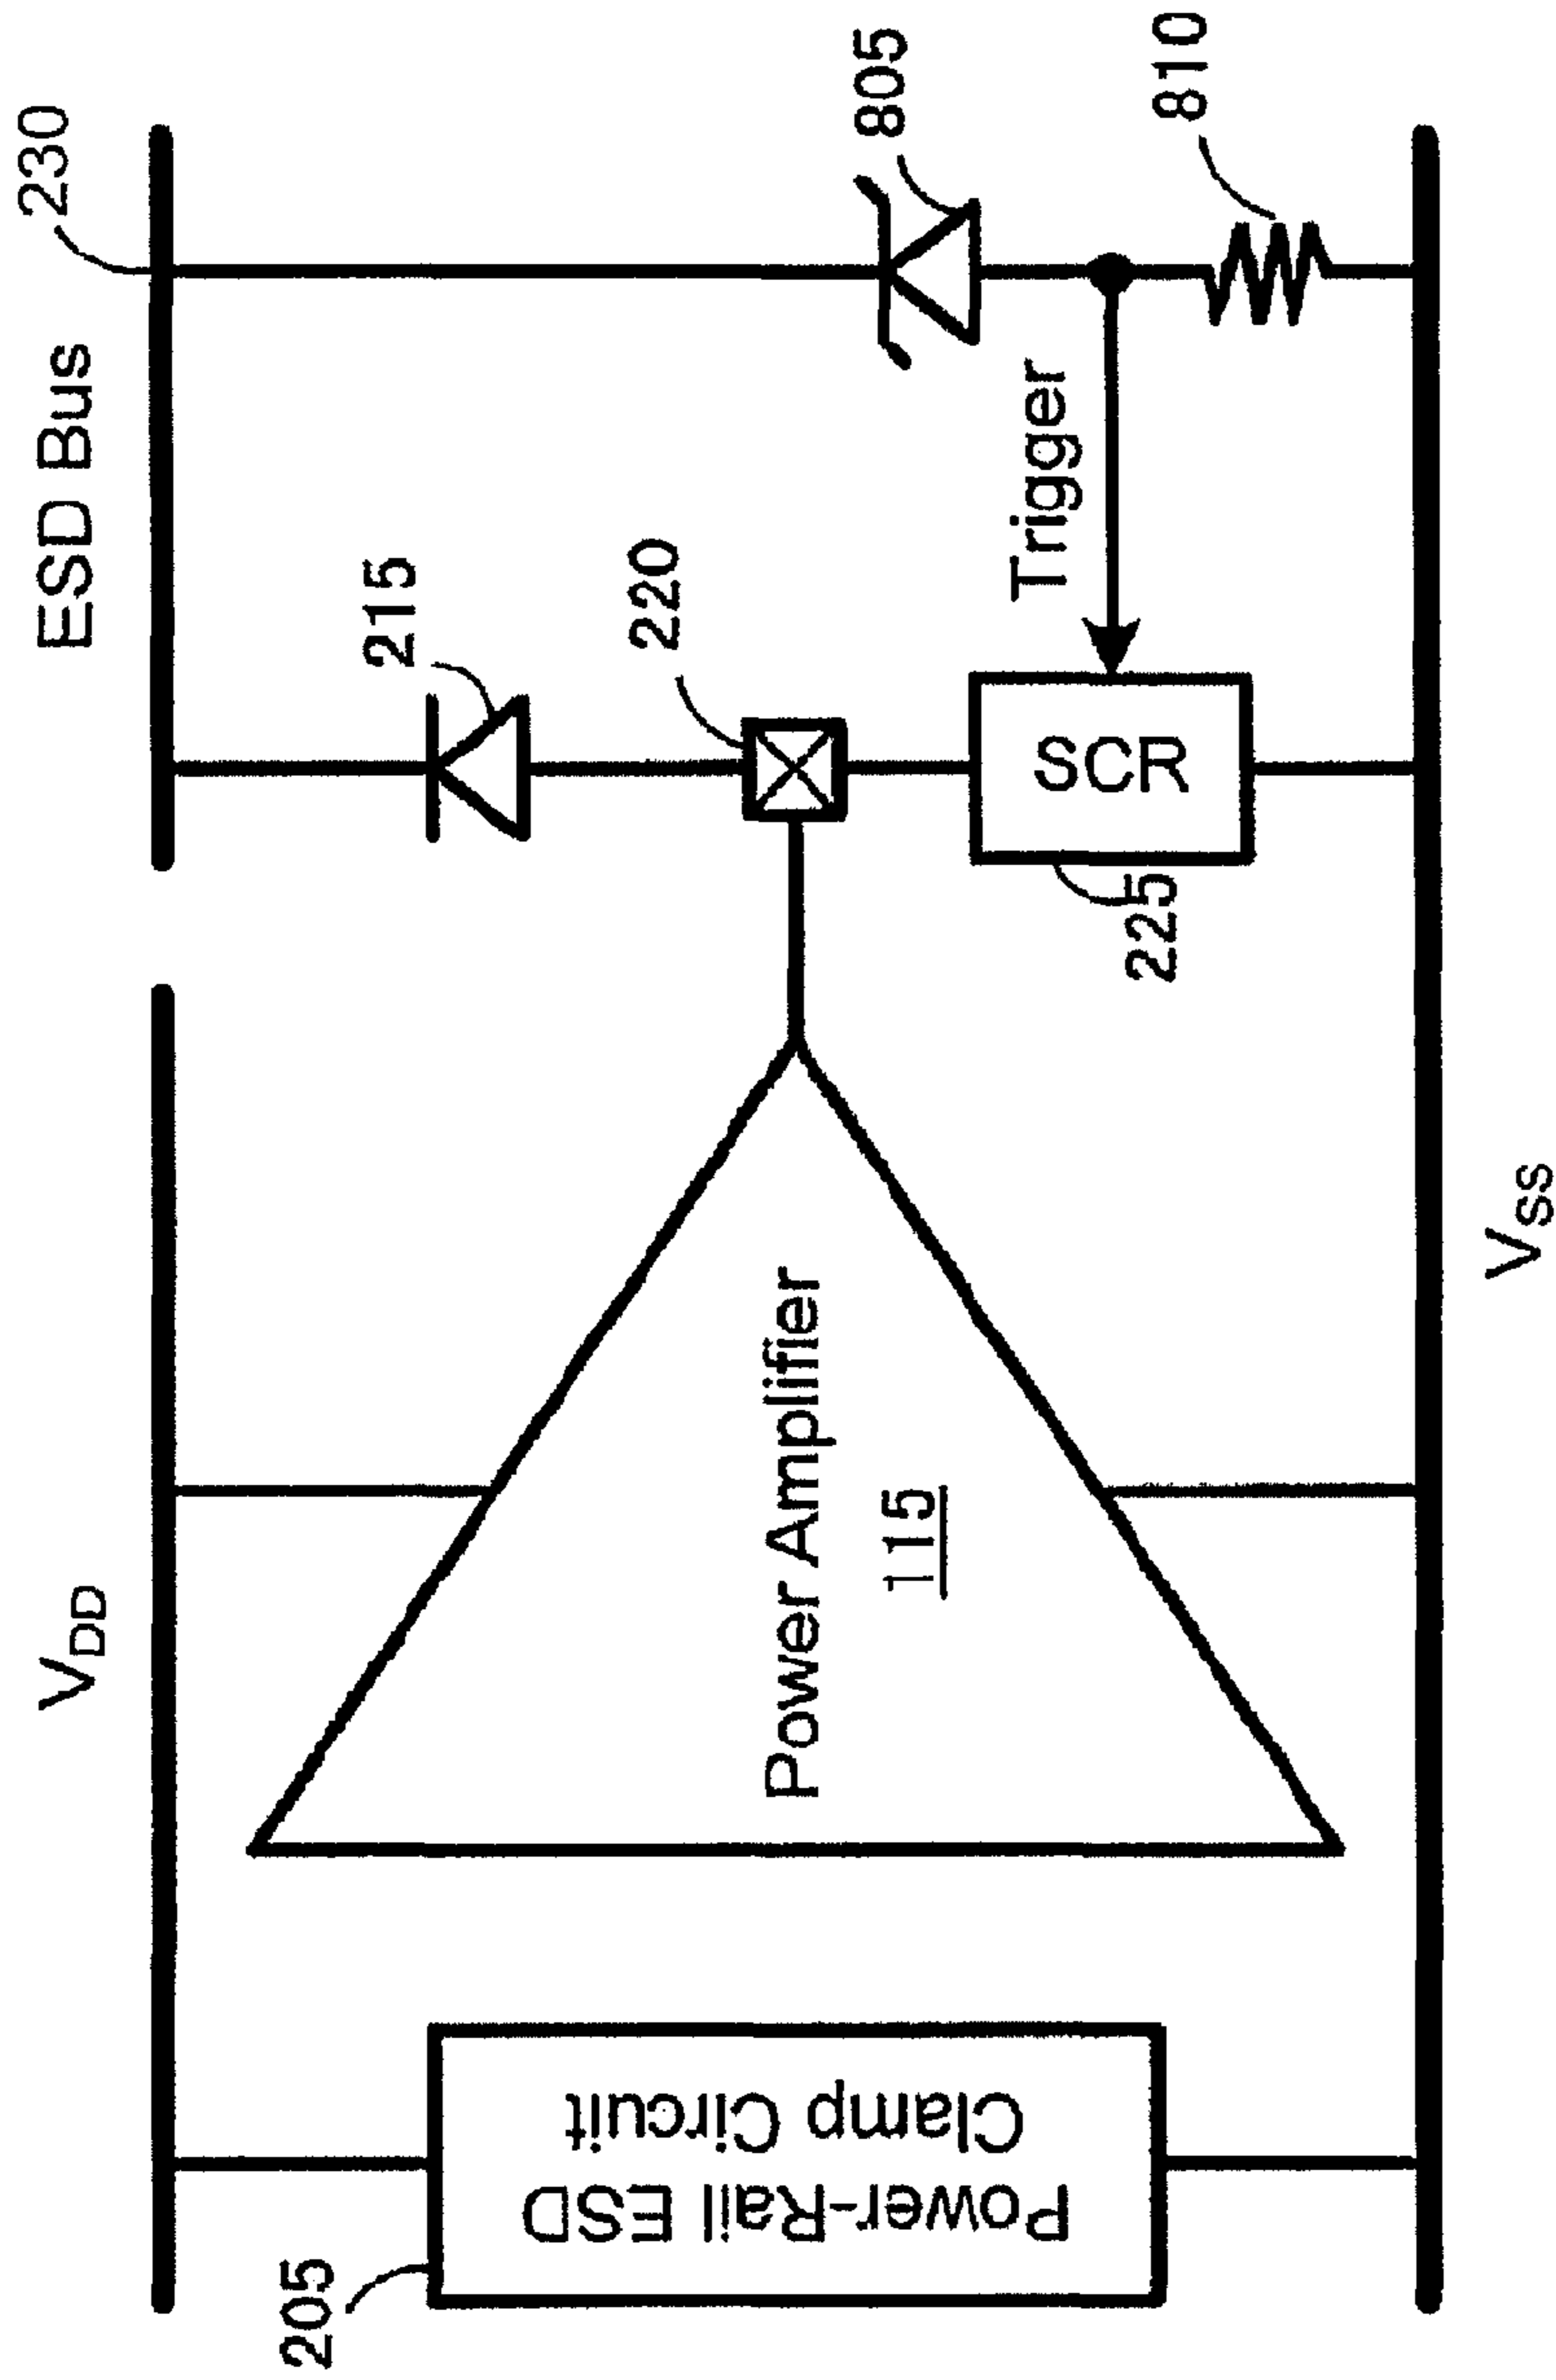 V_DD
ESD Bus
230
205
Power-Rail ESD
Clamp Circuit
Power Amplifier
115
215
220
SCR
225
Trigger
805
810
V_SS